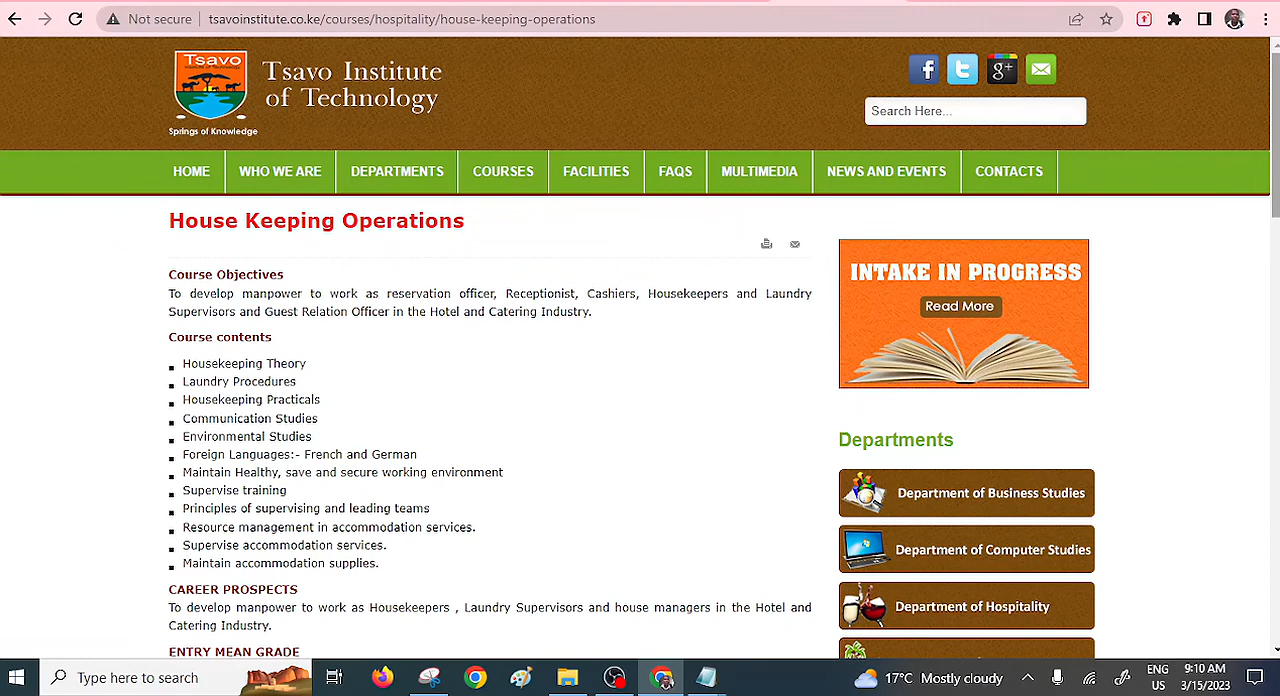 Not secure
tsavoinstitute.co.ke/courses/hospitality/house-keeping-operations
Tsavo
Springs of Knowledge
Tsavo Institute
of Technology
f
t
g+
Search Here...
HOME
WHO WE ARE
DEPARTMENTS
COURSES
FACILITIES
FAQS
MULTIMEDIA
NEWS AND EVENTS
CONTACTS
House Keeping Operations
Course Objectives
To develop manpower to work as reservation officer, Receptionist, Cashiers, Housekeepers and Laundry
Supervisors and Guest Relation Officer in the Hotel and Catering Industry.
Course contents
Housekeeping Theory
Laundry Procedures
Housekeeping Practicals
Communication Studies
Environmental Studies
Foreign Languages:- French and German
Maintain Healthy, save and secure working environment
Supervise training
Principles of supervising and leading teams
Resource management in accommodation services.
Supervise accommodation services.
Maintain accommodation supplies.
CAREER PROSPECTS
To develop manpower to work as Housekeepers , Laundry Supervisors and house managers in the Hotel and
Catering Industry.
ENTRY MEAN GRADE
INTAKE IN PROGRESS
Read More
Departments
Department of Business Studies
Department of Computer Studies
Department of Hospitality
Type here to search
17°C Mostly cloudy
ENG
US
9:10 AM
3/15/2023